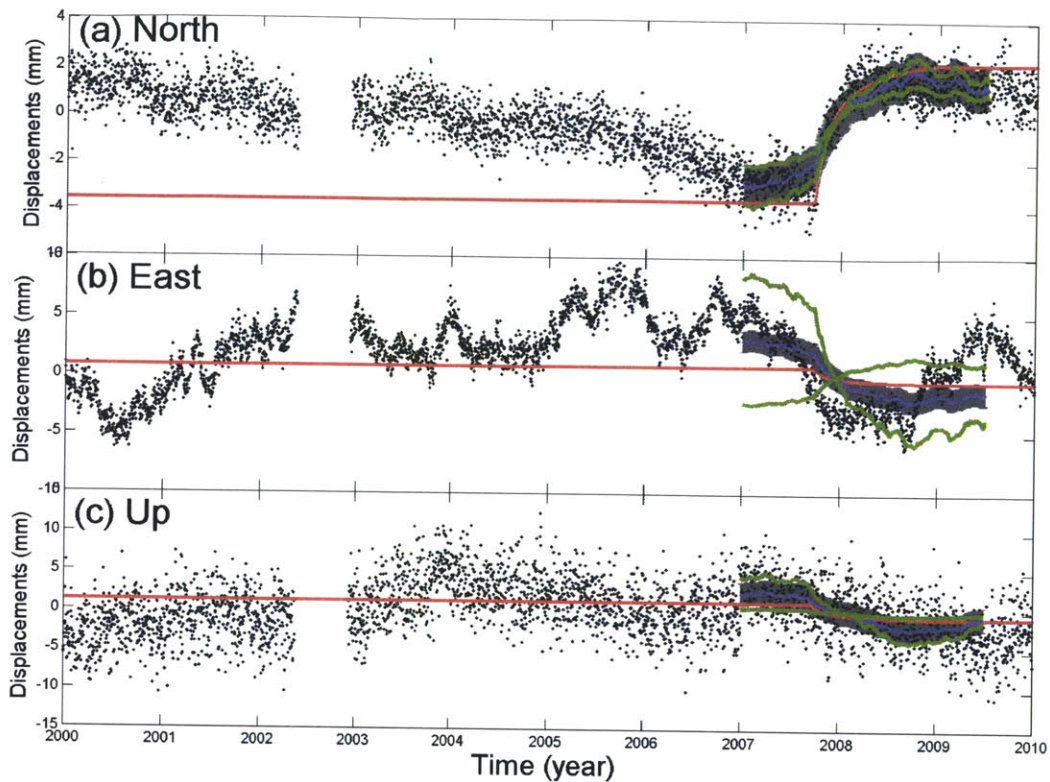 (a) North
Displacements (mm)
4
2
0
-2
-4
(b) East
Displacements (mm)
5
0
-5
(c) Up
Displacements (mm)
10
5
0
-5
-10
-15
2000 2001 2002 2003 2004 2005 2006 2007 2008 2009 2010
Time (year)